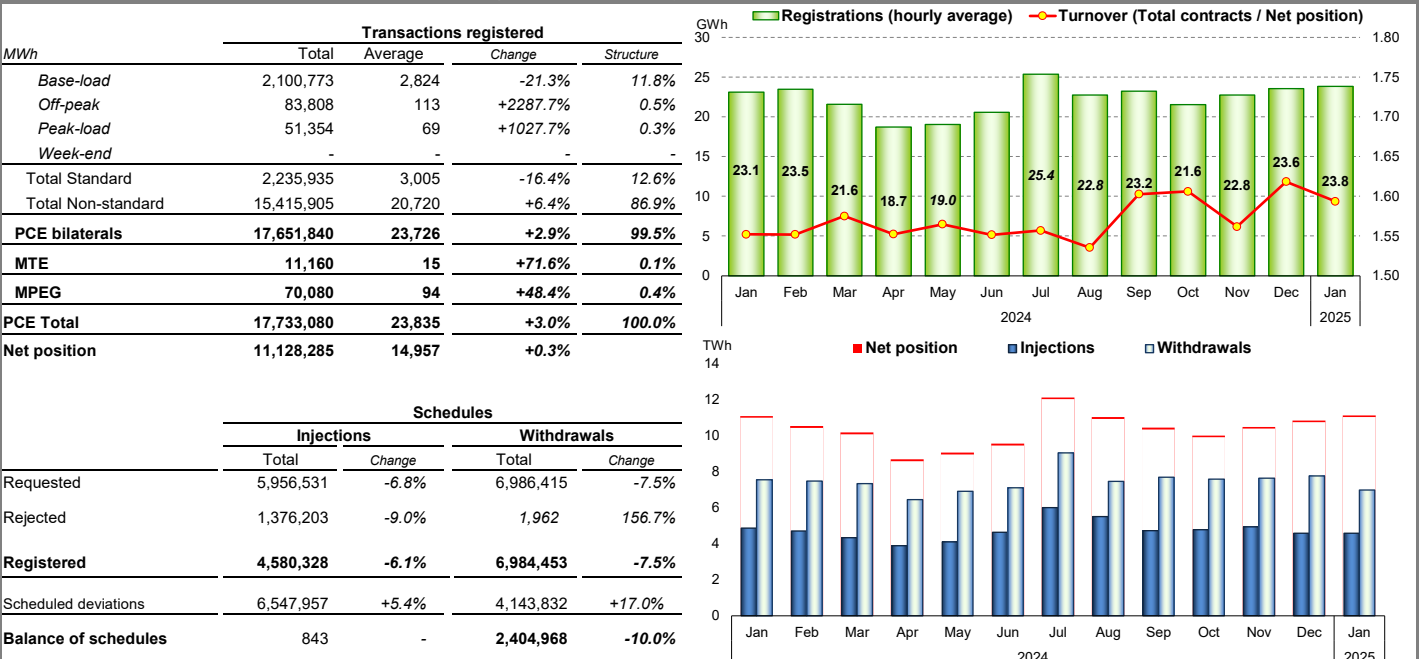 Transactions registered
MWh Total Average Change Structure
Base-load 2,100,773 2,824 -21.3% 11.8%
Off-peak 83,808 113 +2287.7% 0.5%
Peak-load 51,354 69 +1027.7% 0.3%
Week-end - - - -
Total Standard 2,235,935 3,005 -16.4% 12.6%
Total Non-standard 15,415,905 20,720 +6.4% 86.9%
PCE bilaterals 17,651,840 23,726 +2.9% 99.5%
MTE 11,160 15 +71.6% 0.1%
MPEG 70,080 94 +48.4% 0.4%
PCE Total 17,733,080 23,835 +3.0% 100.0%
Net position 11,128,285 14,957 +0.3%
Schedules
Injections Withdrawals
Total Change Total Change
Requested 5,956,531 -6.8% 6,986,415 -7.5%
Rejected 1,376,203 -9.0% 1,962 156.7%
Registered 4,580,328 -6.1% 6,984,453 -7.5%
Scheduled deviations 6,547,957 +5.4% 4,143,832 +17.0%
Balance of schedules 843 - 2,404,968 -10.0%
Registrations (hourly average) Turnover (Total contracts / Net position)
GWh
30 1.80
25 1.75
20 1.70
15 1.65
10 1.60
5 1.55
0 1.50
23.1 23.5 21.6 18.7 19.0 25.4 22.8 23.2 21.6 22.8 23.6 23.8
Jan Feb Mar Apr May Jun Jul Aug Sep Oct Nov Dec Jan
2024 2025
TWh
Net position Injections Withdrawals
14
12
10
8
6
4
2
0
Jan Feb Mar Apr May Jun Jul Aug Sep Oct Nov Dec Jan
2024 2025